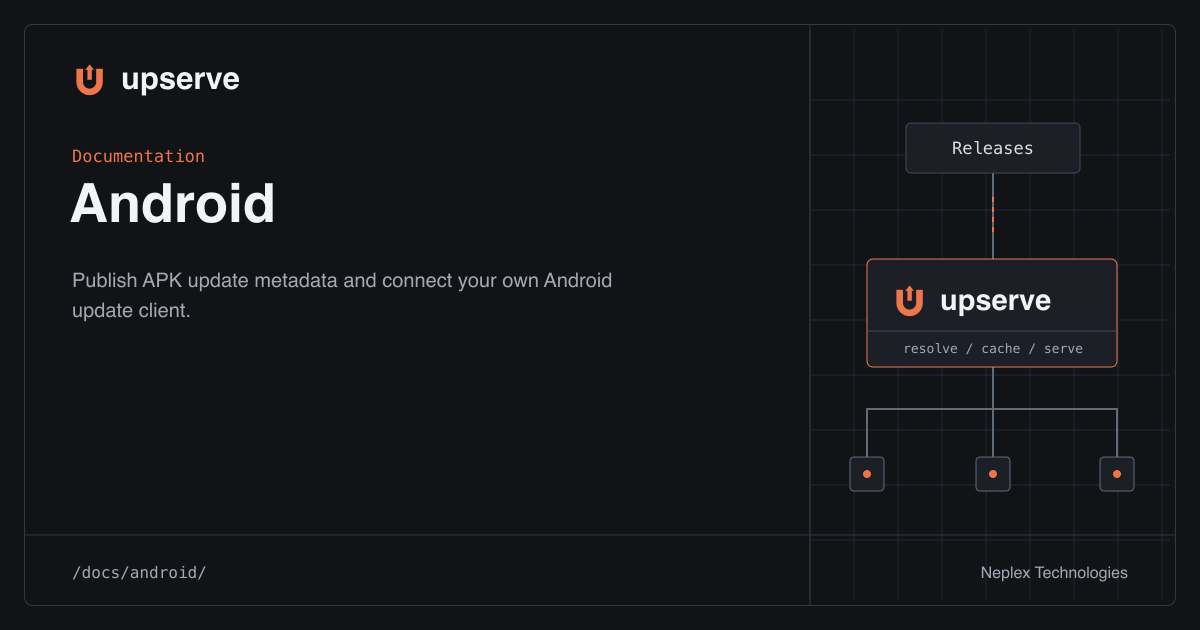 upserve
Documentation
Android
Publish APK update metadata and connect your own Android
update client.
Releases
upserve
resolve / cache / serve
/docs/android/
Neplex Technologies